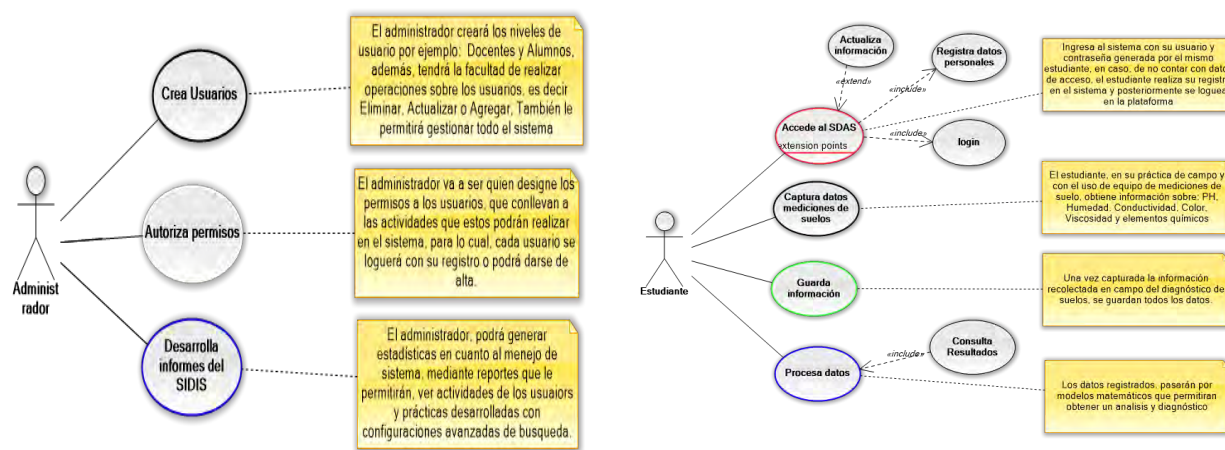 Crea Usuarios
El administrador creará los niveles de
usuario por ejemplo: Docentes y Alumnos,
además, tendrá la facultad de realizar
operaciones sobre los usuarios, es decir
Eliminar, Actualizar o Agregar, También le
permitirá gestionar todo el sistema
Autoriza permisos
El administrador va a ser quien designe los
permisos a los usuarios, que conllevan a
las actividades que estos podrán realizar
en el sistema, para lo cual, cada usuario se
loguerá con su registro o podrá darse de
alta.
Administ
rador
Desarrolla
informes del
SIDIS
El administrador, podrá generar
estadísticas en cuanto al menejo de
sistema, mediante reportes que le
permitirán, ver actividades de los usuaiors
y prácticas desarrolladas con
configuraciones avanzadas de busqueda.
Actualiza
información
Registra datos
personales
«extend»
«include»
Accede al SDAS
extension points
«include»
login
Ingresa al sistema con su usuario y
contraseña generada por el mismo
estudiante, en caso, de no contar con dato
de acceso, el estudiante realiza su registro
en el sistema y posteriormente se loguea
en la plataforma
Captura datos
mediciones de
suelos
El estudiante, en su práctica de campo y
con el uso de equipo de mediciones de
suelo, obtiene información sobre: PH,
Humedad, Conductividad, Color,
Viscosidad y elementos químicos
Estudiante
Guarda
información
Una vez capturada la información
recolectada en campo del diagnóstico de
suelos, se guardan todos los datos.
Procesa datos
«include»
Consulta
Resultados
Los datos registrados, pasarán por
modelos matemáticos que permitiran
obtener un analisis y diagnóstico